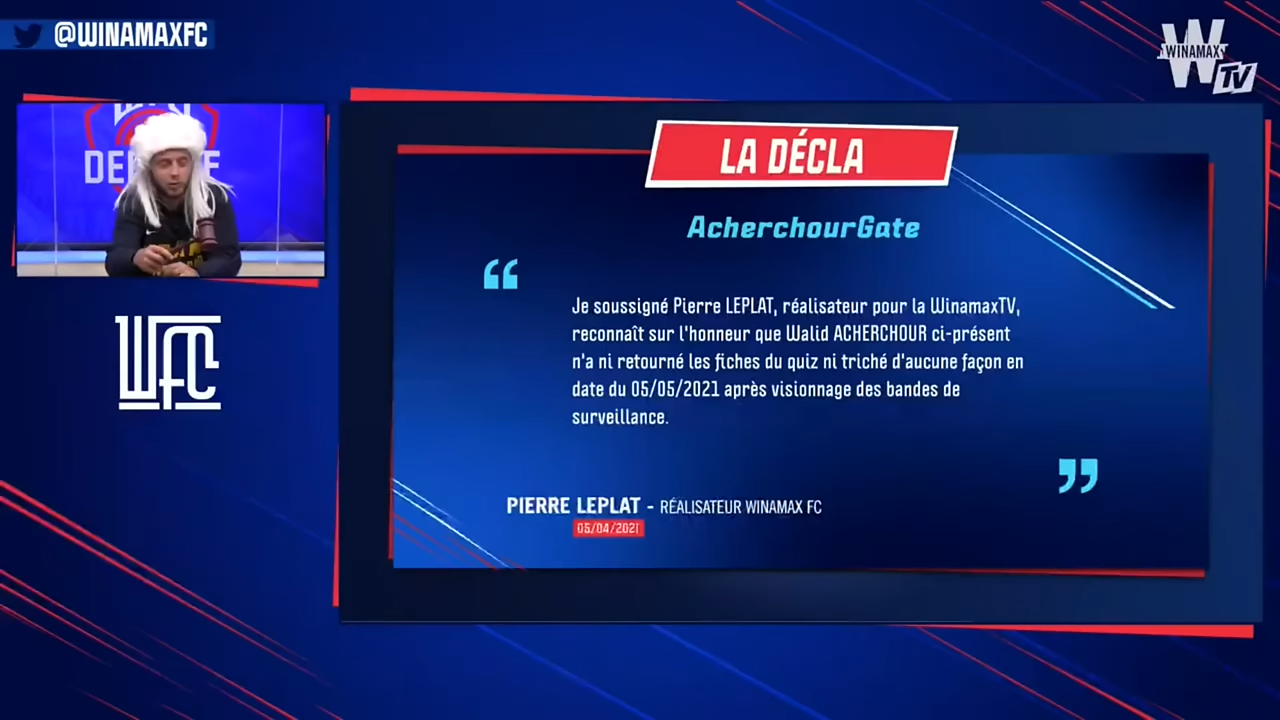 @WINAMAXFC
WINAMAX
TV
LA DÉCLA
AcherchourGate
“
Je soussigné Pierre LEPLAT, réalisateur pour la WinamaxTV,
reconnaît sur l'honneur que Walid ACHERCHOUR ci-présent
n'a ni retourné les fiches du quiz ni triché d'aucune façon en
date du 05/05/2021 après visionnage des bandes de
surveillance.
”
PIERRE LEPLAT - RÉALISATEUR WINAMAX FC
05/04/2021
WFC